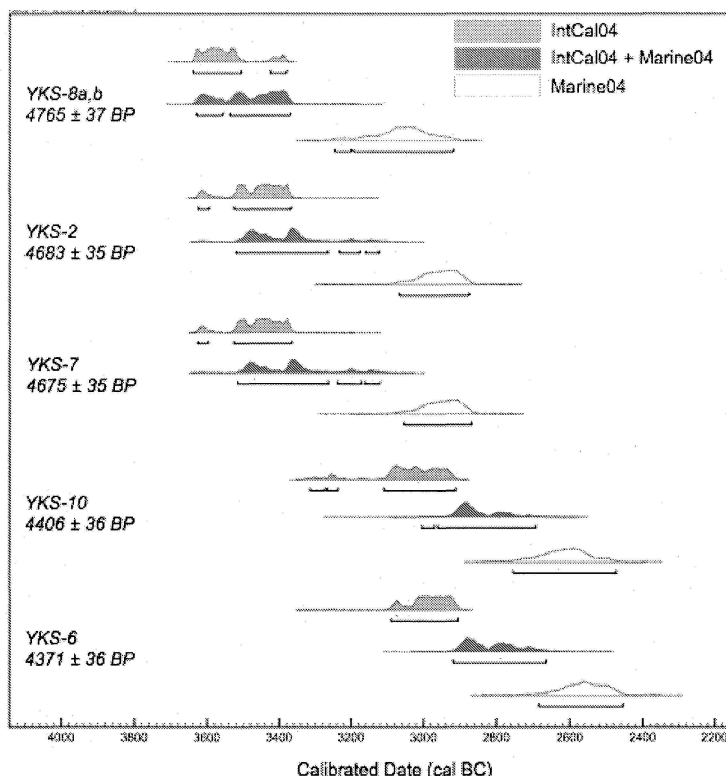 IntCal04
IntCal04 + Marine04
Marine04
YKS-8a,b
4765 ± 37 BP
YKS-2
4683 ± 35 BP
YKS-7
4675 ± 35 BP
YKS-10
4406 ± 36 BP
YKS-6
4371 ± 36 BP
4000 3800 3600 3400 3200 3000 2800 2600 2400 2200
Calibrated Date (cal BC)